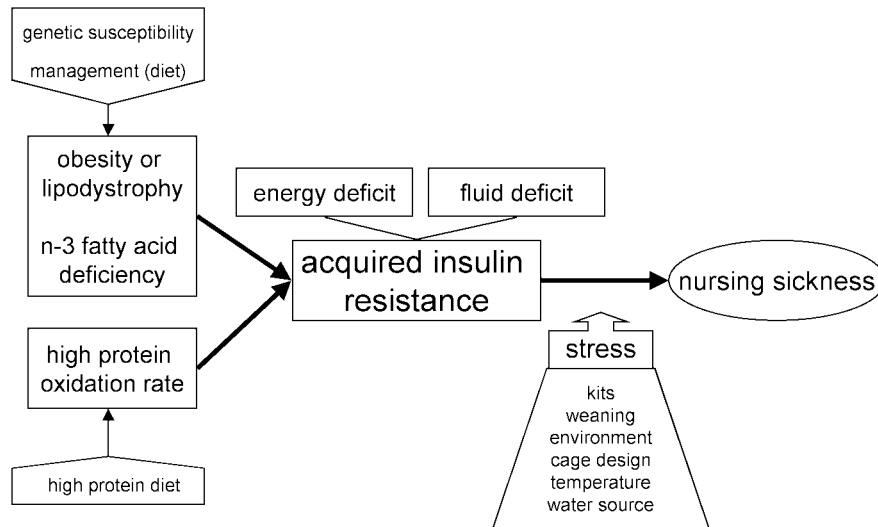 genetic susceptibility
management (diet)
obesity or
lipodystrophy
n-3 fatty acid
deficiency
energy deficit
fluid deficit
acquired insulin
resistance
nursing sickness
high protein
oxidation rate
stress
kits
weaning
environment
cage design
temperature
water source
high protein diet